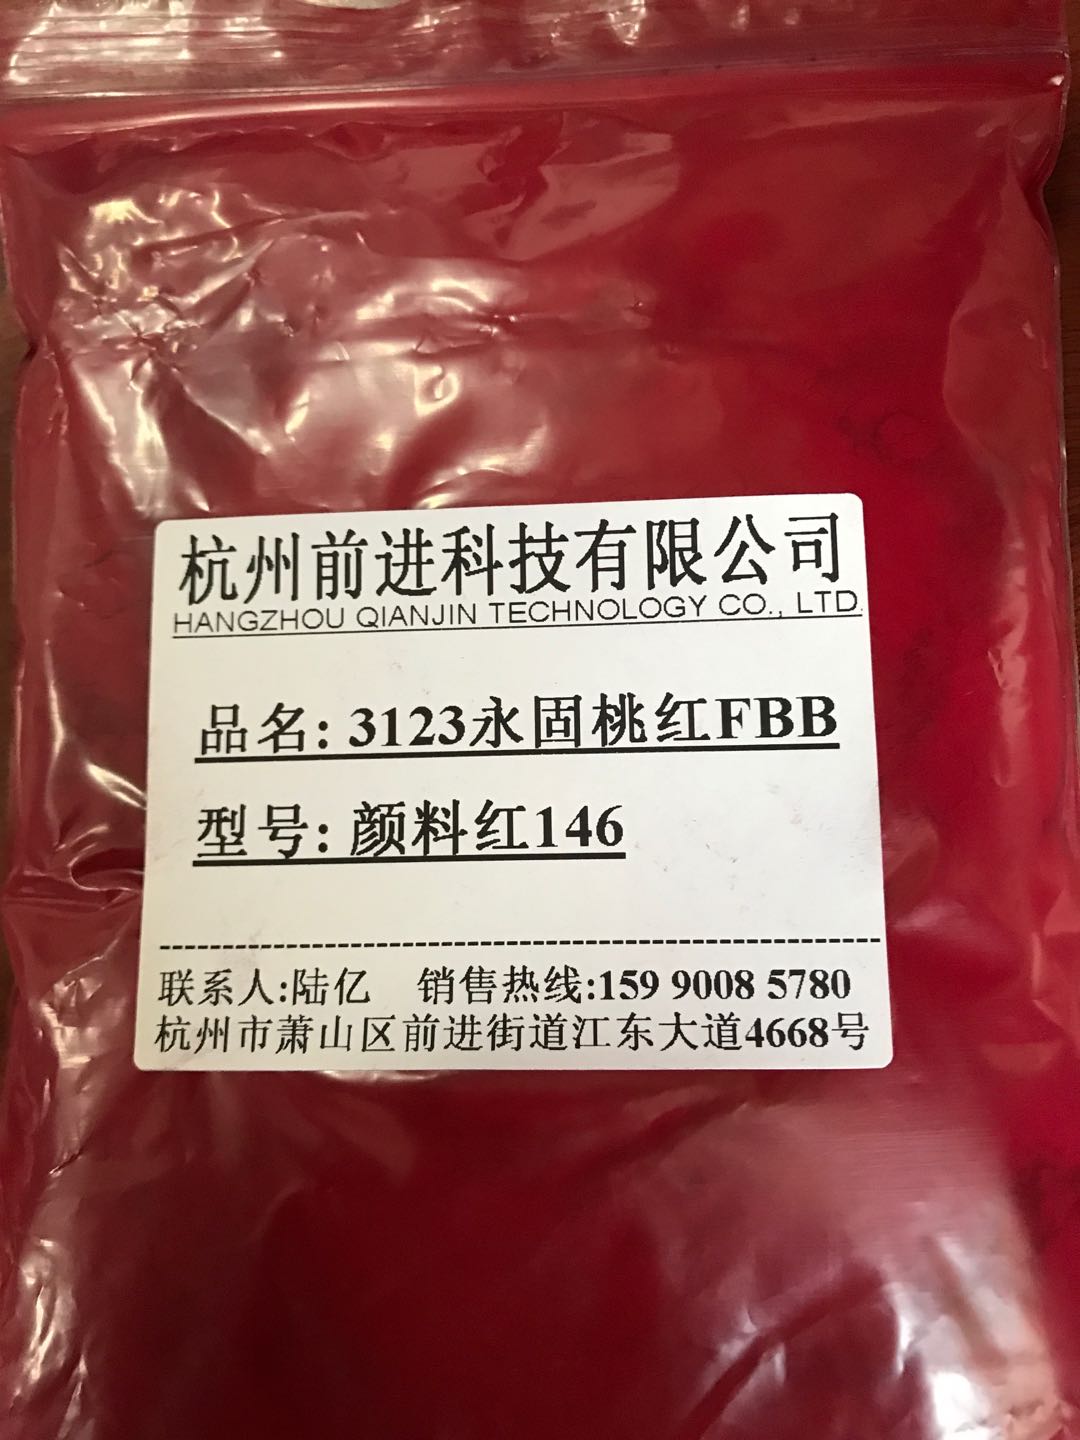 杭州前进科技有限公司
HANGZHOU QIANJIN TECHNOLOGY CO., LTD.
品名: 3123永固桃红FBB
型号: 颜料红146
联系人:陆亿 销售热线:159 9008 5780
杭州市萧山区前进街道江东大道4668号